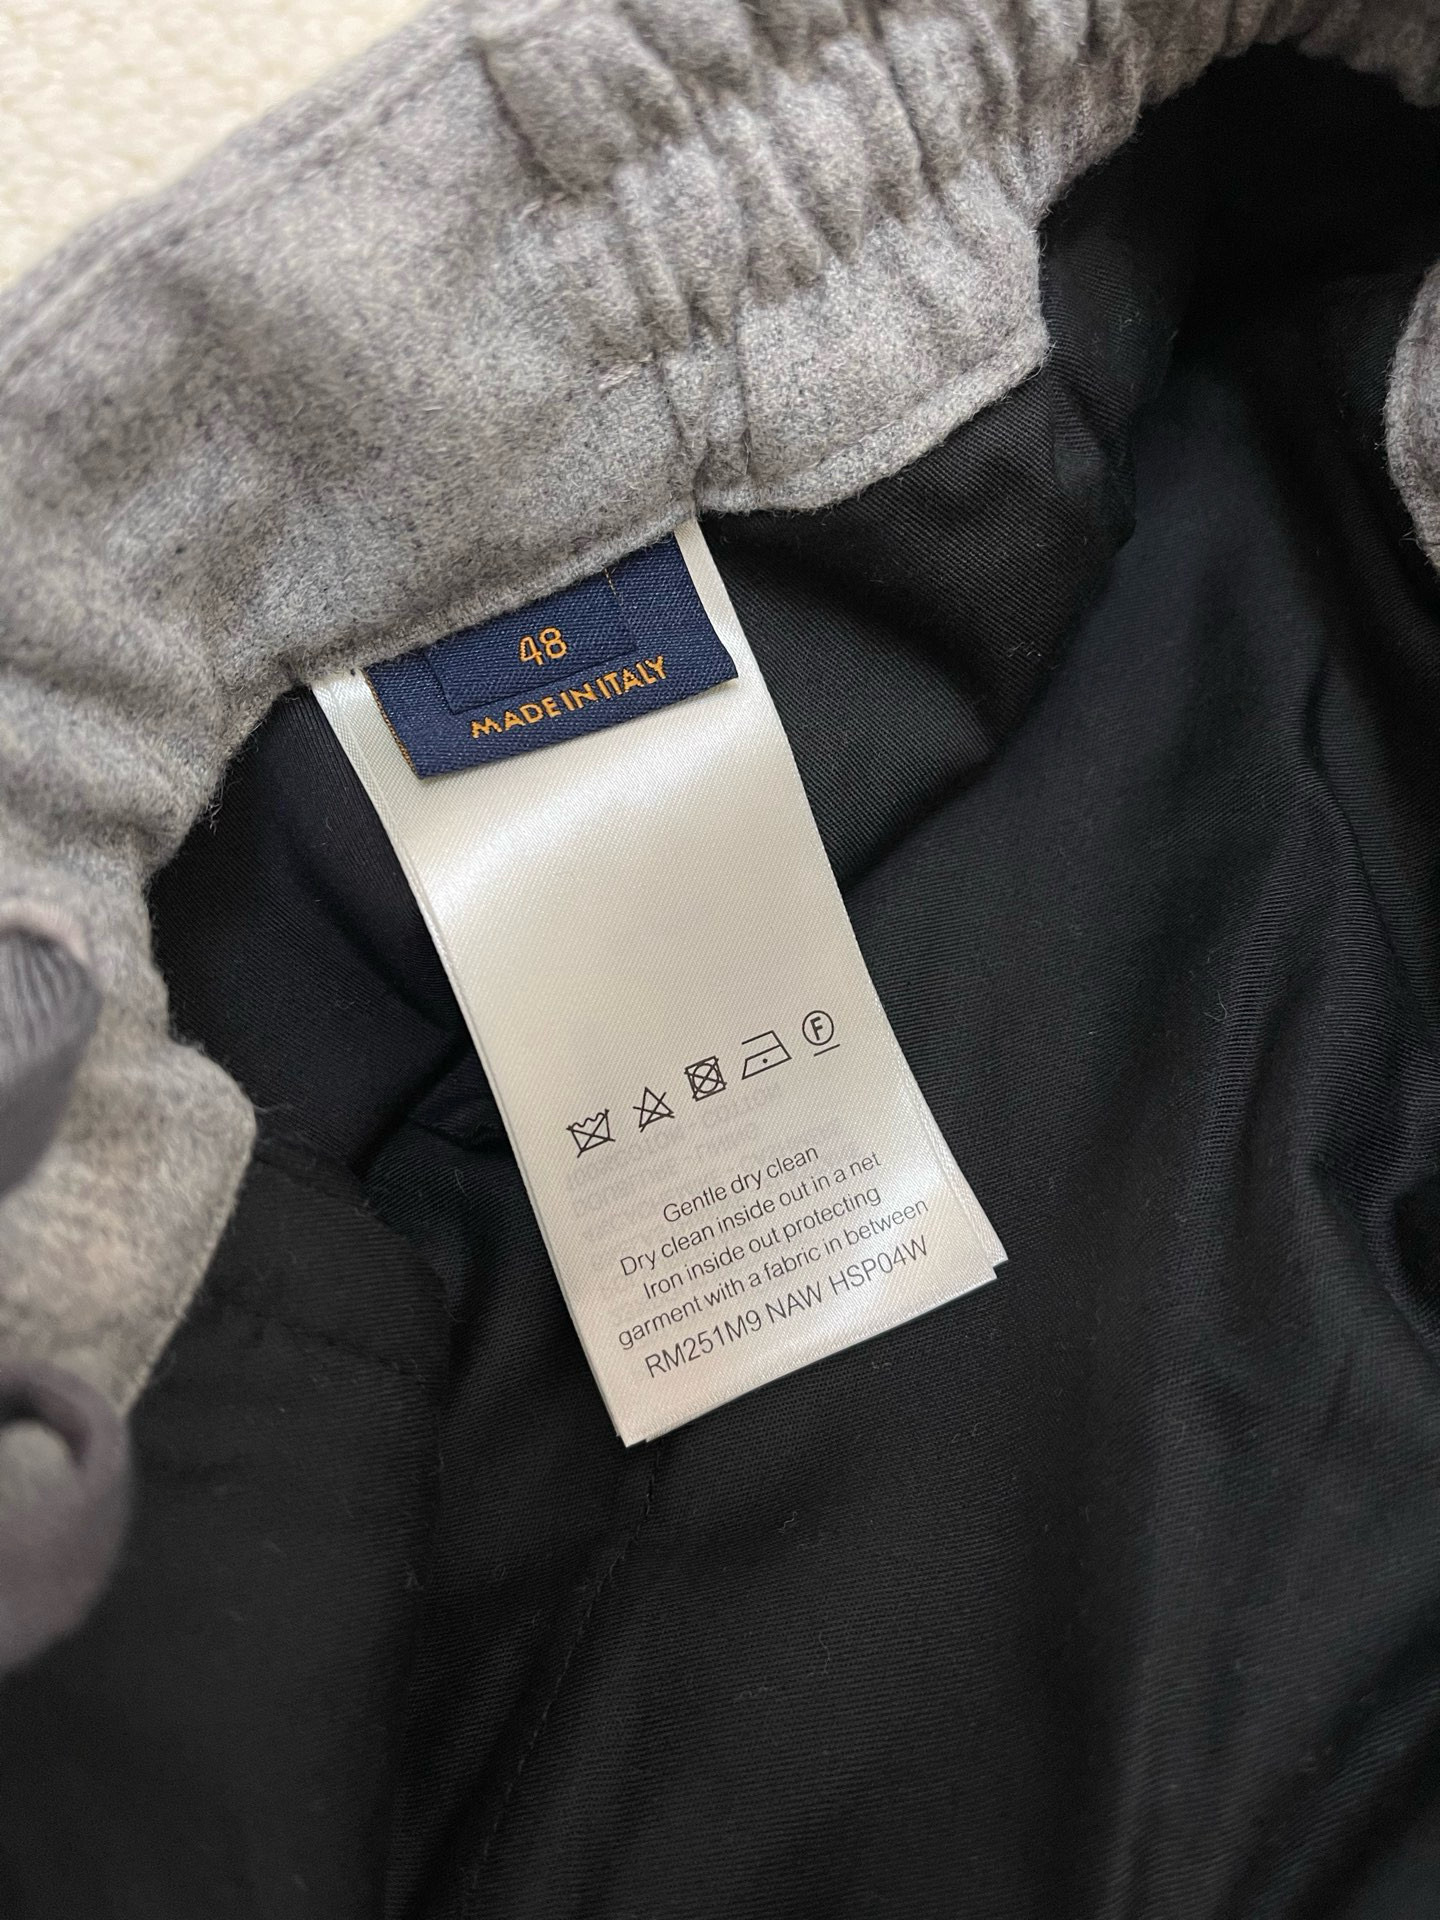 48
MADE IN ITALY
F
Gentle dry clean
Dry clean inside out in a net
Iron inside out protecting
garment with a fabric in between
RM251M9 NAW HSP04W